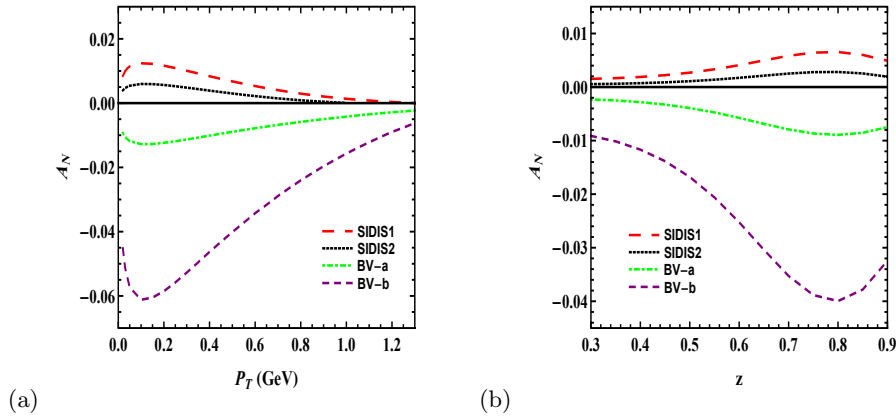 0.02
0.00
−0.02
−0.04
−0.06
A_N
SIDIS1
SIDIS2
BV−a
BV−b
0.0 0.2 0.4 0.6 0.8 1.0 1.2
P_T (GeV)
(a)
0.01
0.00
−0.01
−0.02
−0.03
−0.04
A_N
SIDIS1
SIDIS2
BV−a
BV−b
0.3 0.4 0.5 0.6 0.7 0.8 0.9
z
(b)